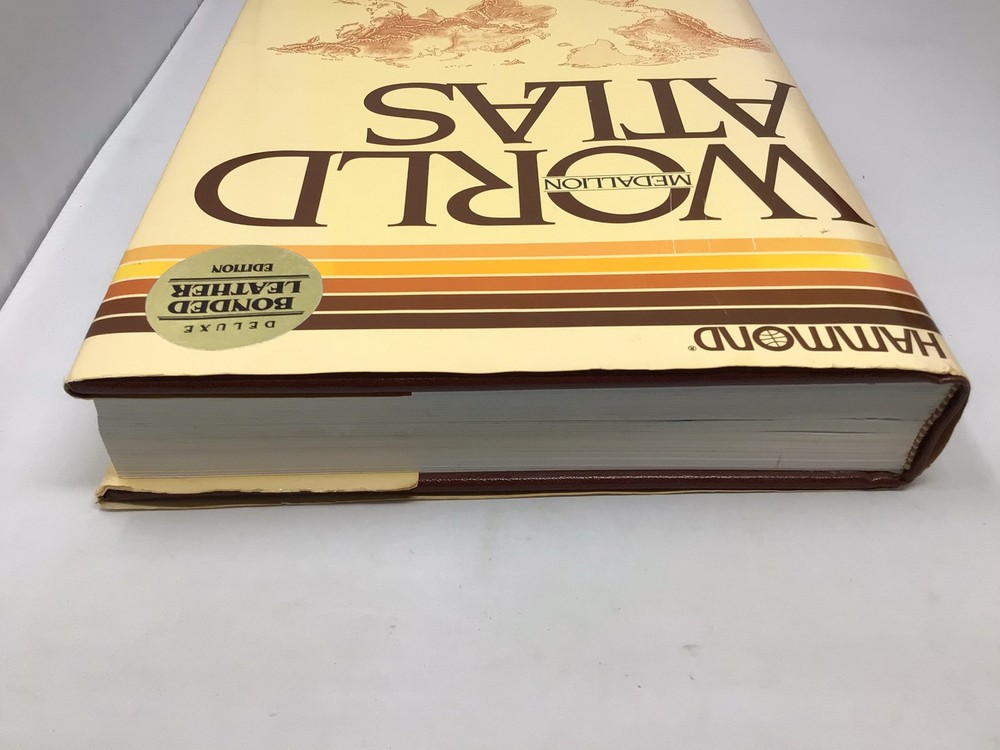 HAMMOND®
MEDALLION
WORLD
ATLAS
DELUXE
BONDED
LEATHER
EDITION